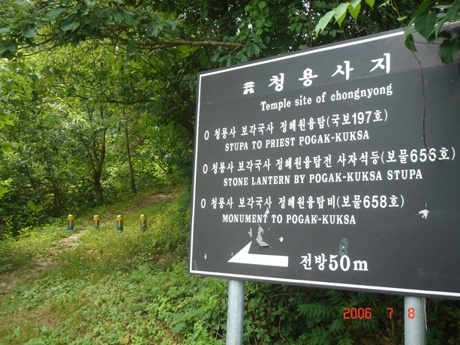 청룡사지
Temple site of chongnyong
0 청룡사 보각국사 정혜원융탑(국보197호)
STUPA TO PRIEST POGAK-KUKSA
0 청룡사 보각국사 정혜원융탑전 사자석등(보물656호)
STONE LANTERN BY POGAK-KUKSA STUPA
0 청룡사 보각국사 정혜원융탑비(보물658호)
MONUMENT TO POGAK-KUKSA
전방50m
2006 7 8